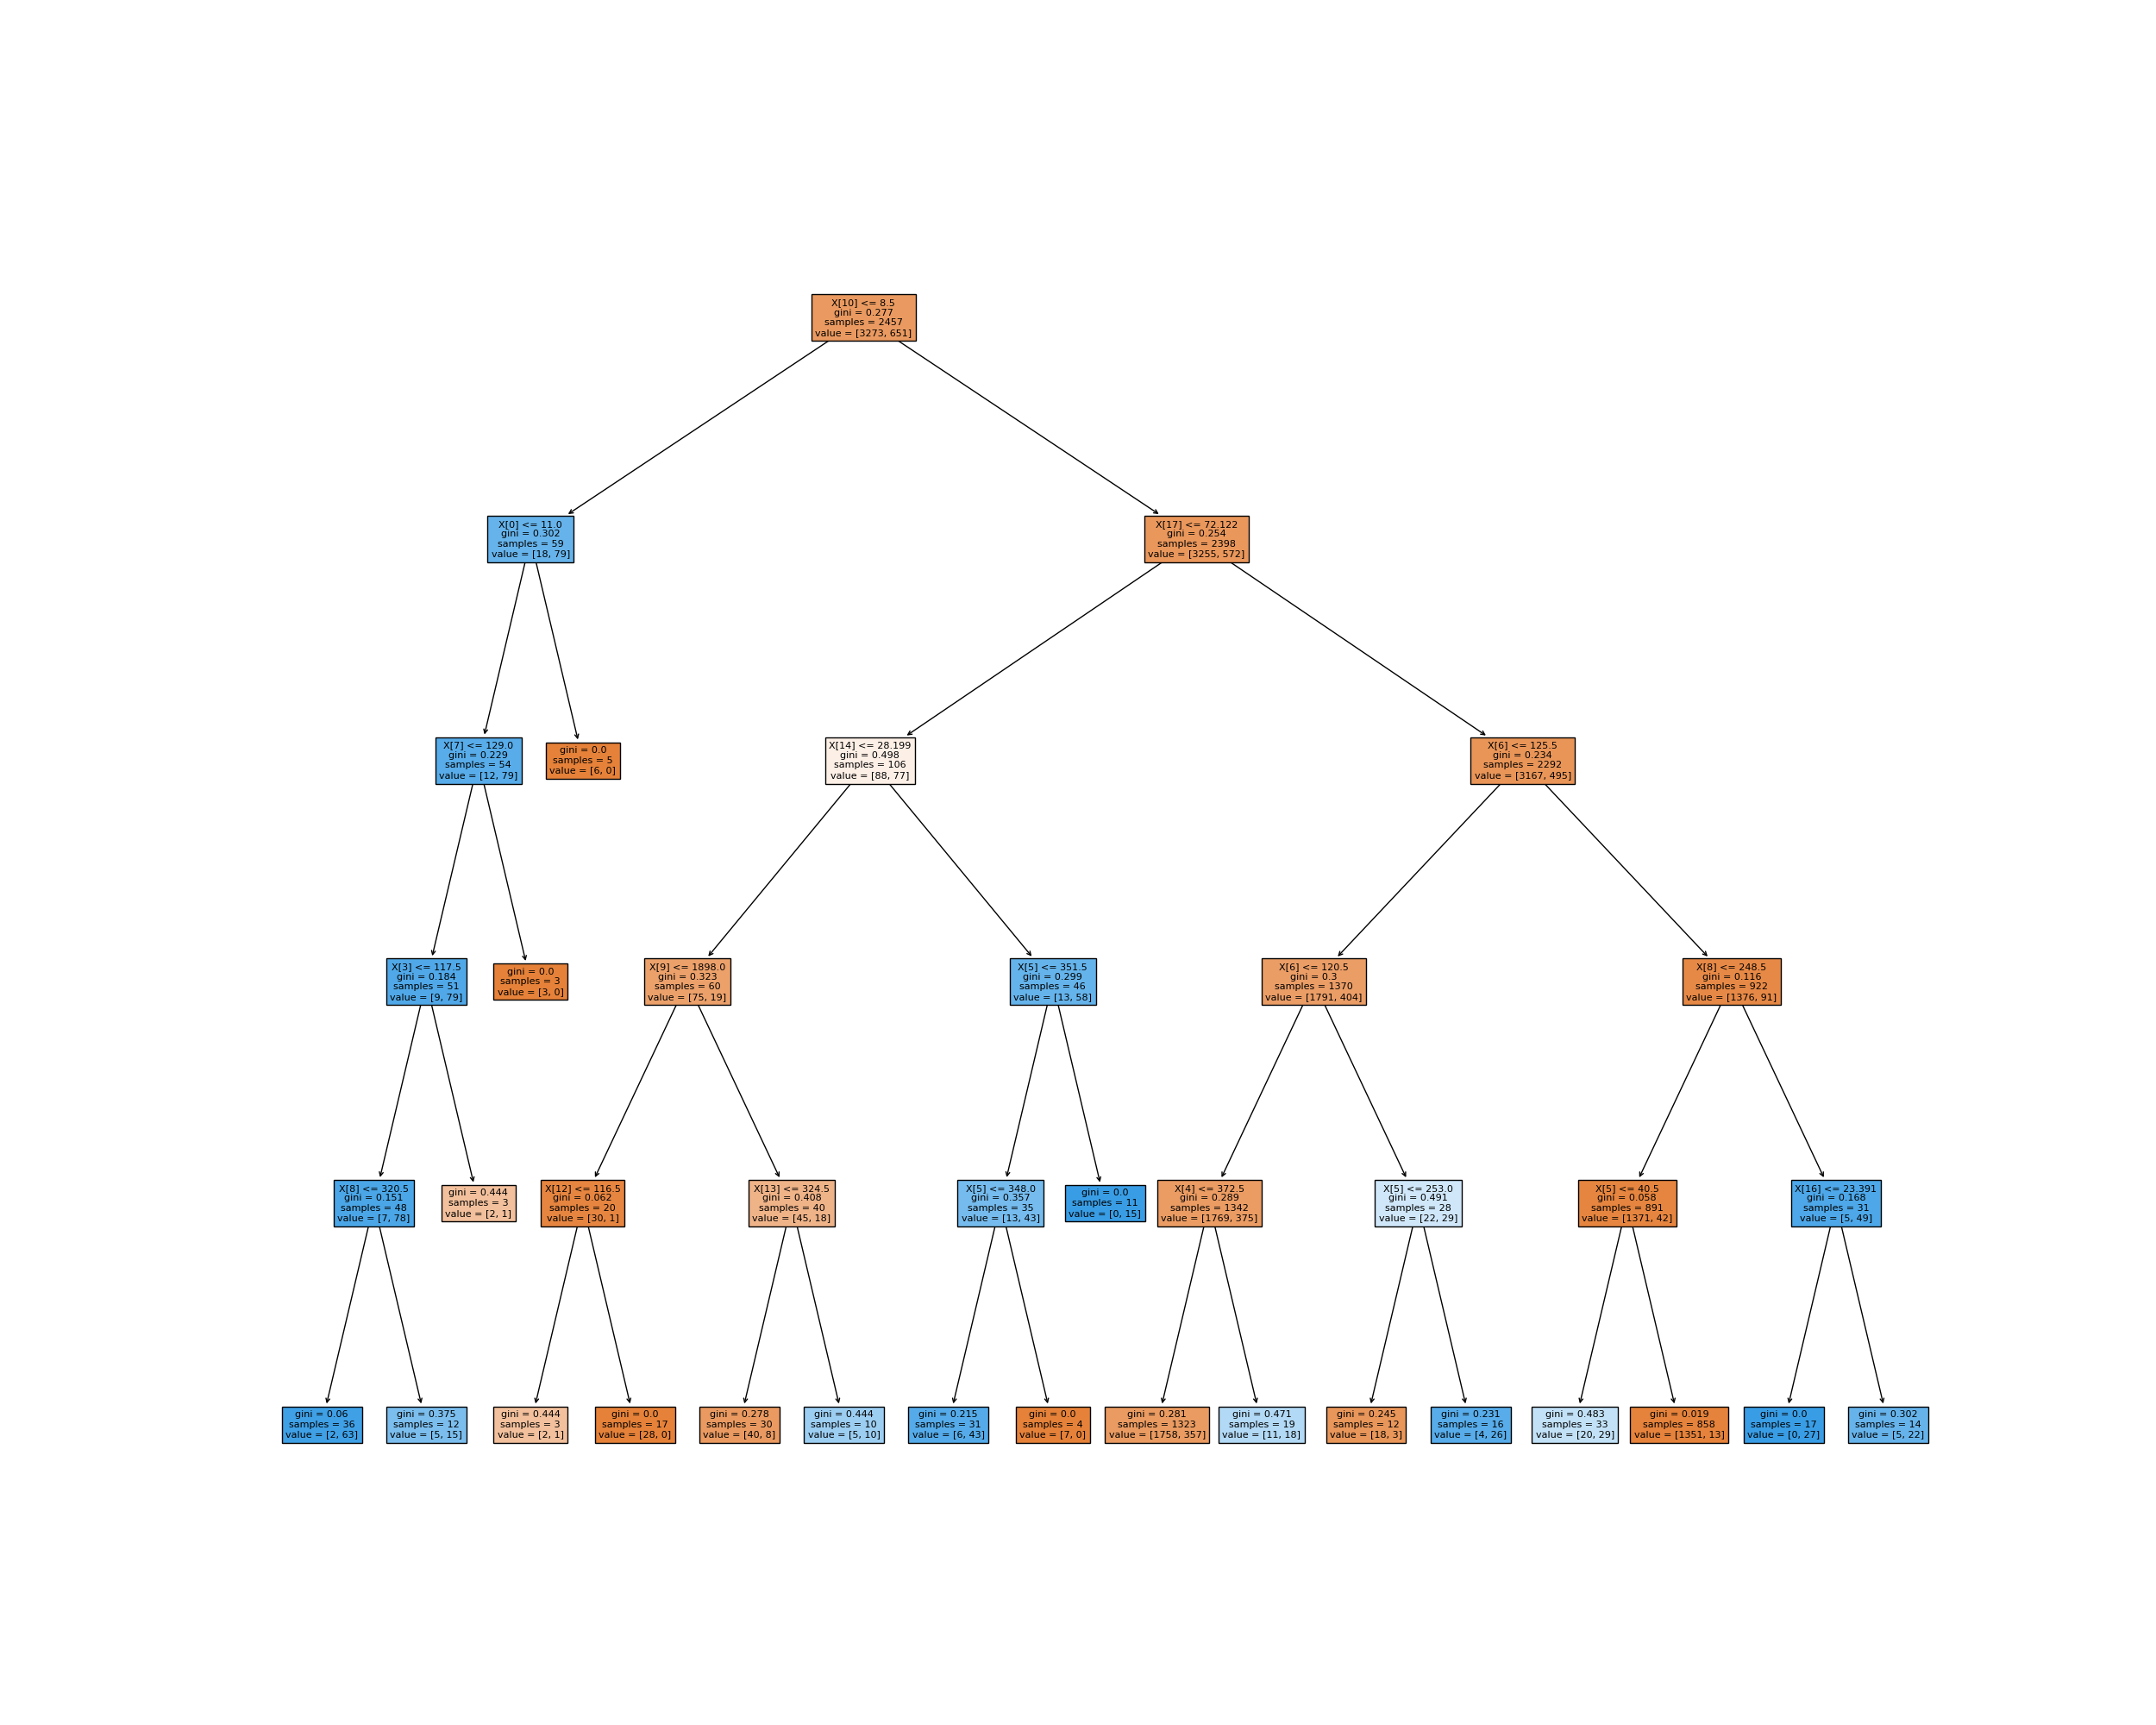 X[10] <= 8.5
gini = 0.277
samples = 2457
value = [3273, 651]
X[0] <= 11.0
gini = 0.302
samples = 59
value = [18, 79]
X[17] <= 72.122
gini = 0.254
samples = 2398
value = [3255, 572]
X[7] <= 129.0
gini = 0.229
samples = 54
value = [12, 79]
gini = 0.0
samples = 5
value = [6, 0]
X[14] <= 28.199
gini = 0.498
samples = 106
value = [88, 77]
X[6] <= 125.5
gini = 0.234
samples = 2292
value = [3167, 495]
X[3] <= 117.5
gini = 0.184
samples = 51
value = [9, 79]
gini = 0.0
samples = 3
value = [3, 0]
X[9] <= 1898.0
gini = 0.323
samples = 60
value = [75, 19]
X[5] <= 351.5
gini = 0.299
samples = 46
value = [13, 58]
X[6] <= 120.5
gini = 0.3
samples = 1370
value = [1791, 404]
X[8] <= 248.5
gini = 0.116
samples = 922
value = [1376, 91]
X[8] <= 320.5
gini = 0.151
samples = 48
value = [7, 78]
gini = 0.444
samples = 3
value = [2, 1]
X[12] <= 116.5
gini = 0.062
samples = 20
value = [30, 1]
X[13] <= 324.5
gini = 0.408
samples = 40
value = [45, 18]
X[5] <= 348.0
gini = 0.357
samples = 35
value = [13, 43]
gini = 0.0
samples = 11
value = [0, 15]
X[4] <= 372.5
gini = 0.289
samples = 1342
value = [1769, 375]
X[5] <= 253.0
gini = 0.491
samples = 28
value = [22, 29]
X[5] <= 40.5
gini = 0.058
samples = 891
value = [1371, 42]
X[16] <= 23.391
gini = 0.168
samples = 31
value = [5, 49]
gini = 0.06
samples = 36
value = [2, 63]
gini = 0.375
samples = 12
value = [5, 15]
gini = 0.444
samples = 3
value = [2, 1]
gini = 0.0
samples = 17
value = [28, 0]
gini = 0.278
samples = 30
value = [40, 8]
gini = 0.444
samples = 10
value = [5, 10]
gini = 0.215
samples = 31
value = [6, 43]
gini = 0.0
samples = 4
value = [7, 0]
gini = 0.281
samples = 1323
value = [1758, 357]
gini = 0.471
samples = 19
value = [11, 18]
gini = 0.245
samples = 12
value = [18, 3]
gini = 0.231
samples = 16
value = [4, 26]
gini = 0.483
samples = 33
value = [20, 29]
gini = 0.019
samples = 858
value = [1351, 13]
gini = 0.0
samples = 17
value = [0, 27]
gini = 0.302
samples = 14
value = [5, 22]